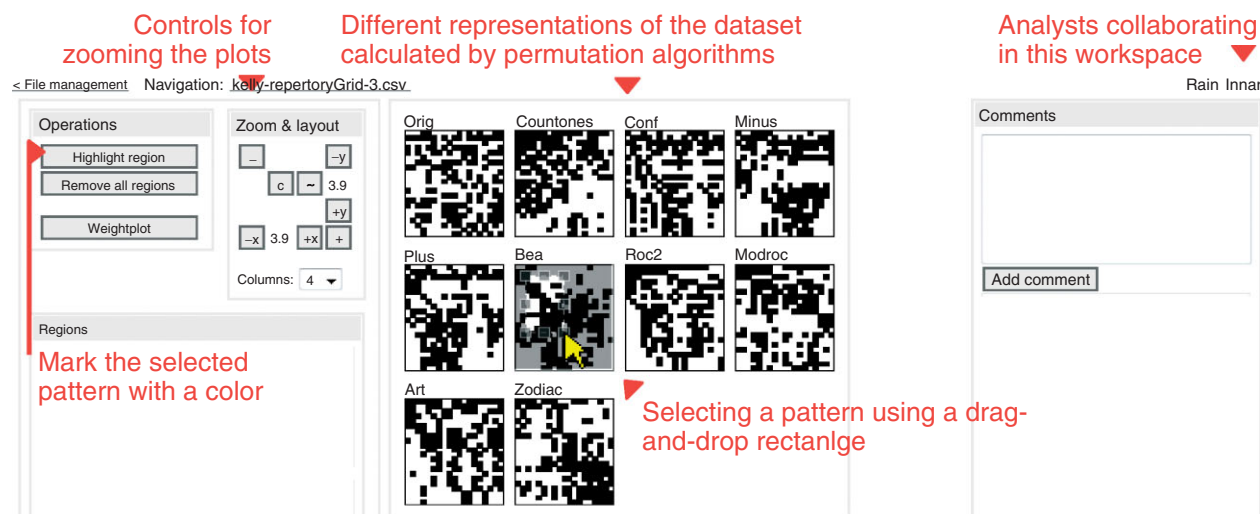 Controls for
zooming the plots
Different representations of the dataset
calculated by permutation algorithms
Analysts collaborating
in this workspace
< File management Navigation: kelly-repertoryGrid-3.csv
Rain Innar
Operations
Highlight region
Remove all regions
Weightplot
Zoom & layout
– –y
c ~ 3.9
+y
–x 3.9 +x +
Columns: 4
Orig Countones Conf Minus
Plus Bea Roc2 Modroc
Art Zodiac
Comments
Add comment
Regions
Mark the selected
pattern with a color
Selecting a pattern using a drag-
and-drop rectanlge